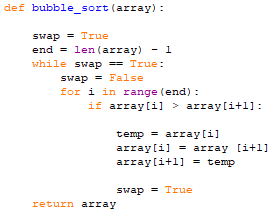 def bubble_sort(array):
    swap = True
    end = len(array) - 1
    while swap == True:
        swap = False
        for i in range(end):
            if array[i] > array[i+1]:
                temp = array[i]
                array[i] = array [i+1]
                array[i+1] = temp
                swap = True
    return array